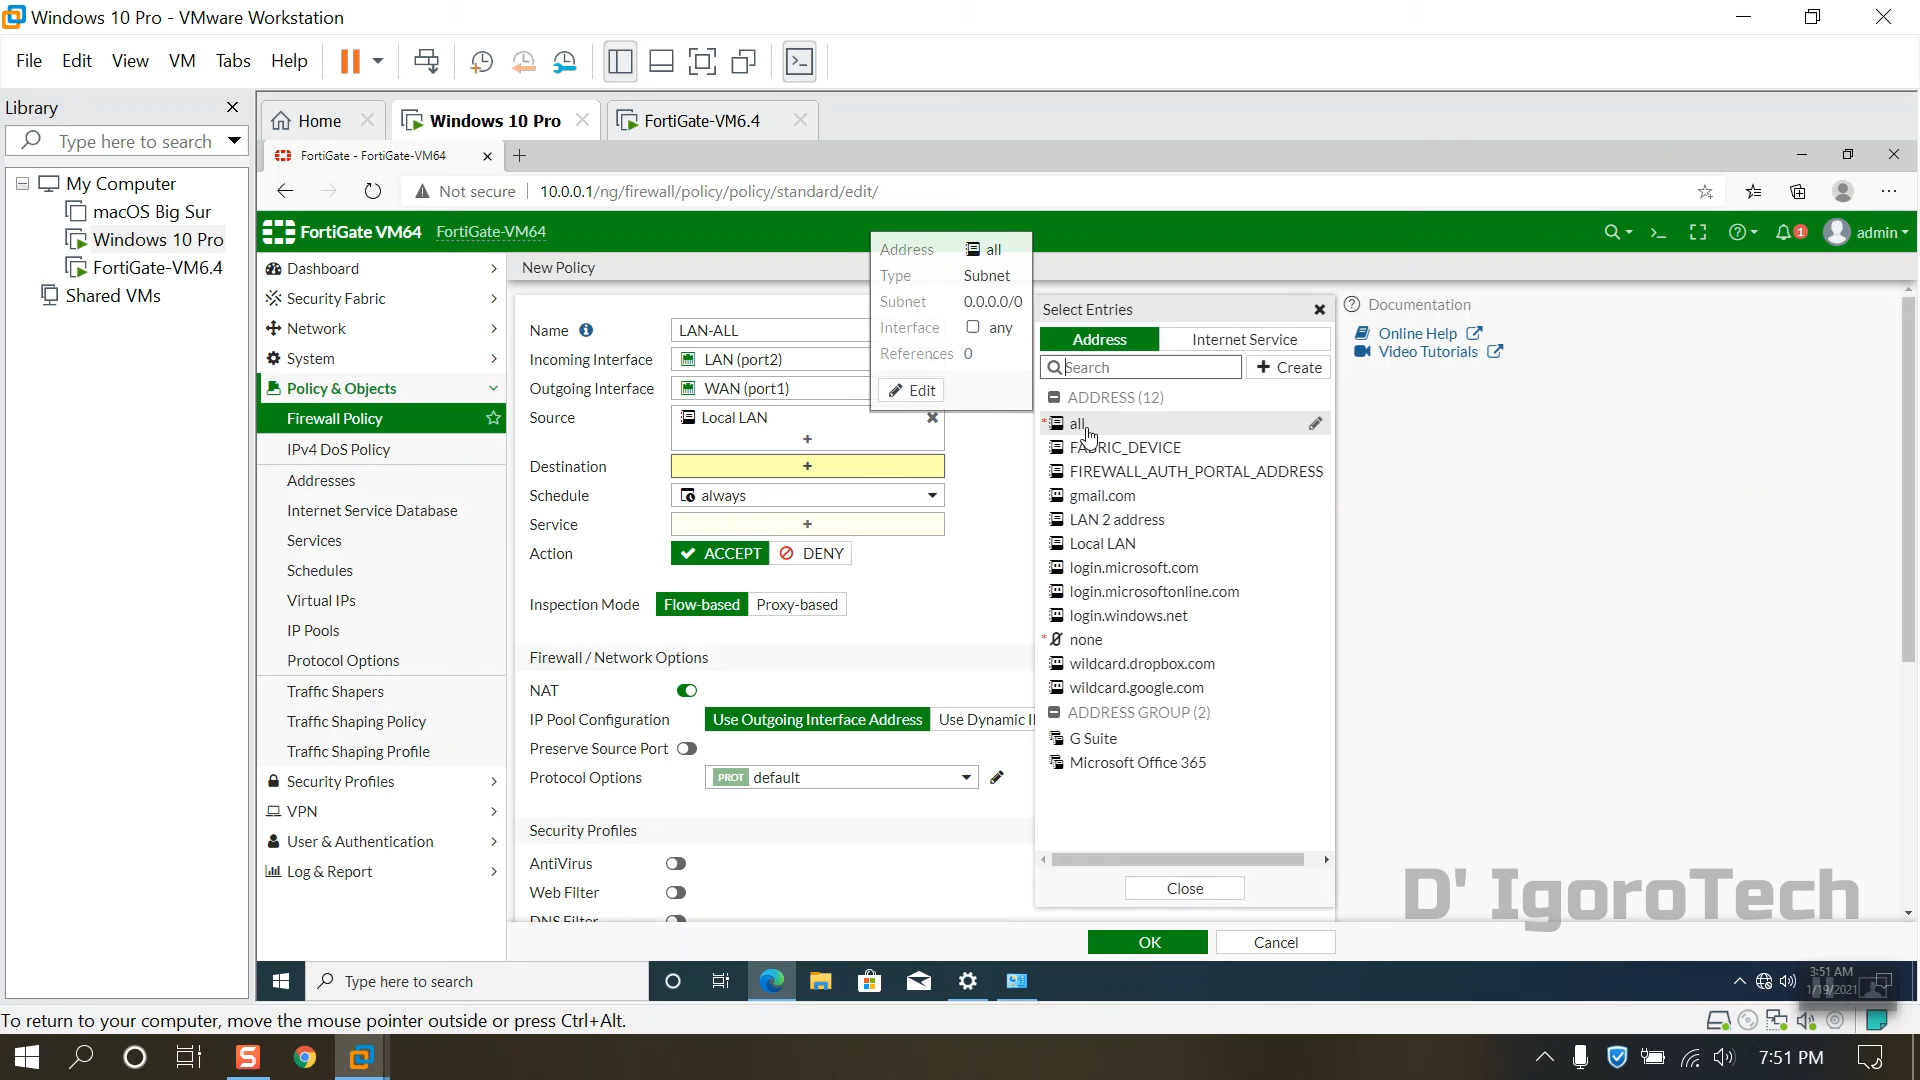 Windows 10 Pro - VMware Workstation
File Edit View VM Tabs Help
Library
Type here to search
My Computer
macOS Big Sur
Windows 10 Pro
FortiGate-VM6.4
Shared VMs
Home
Windows 10 Pro
FortiGate-VM6.4
FortiGate - FortiGate-VM64
Not secure 10.0.0.1/ng/firewall/policy/policy/standard/edit/
FortiGate VM64 FortiGate-VM64
1 admin
Dashboard
Security Fabric
Network
System
Policy & Objects
Firewall Policy
IPv4 DoS Policy
Addresses
Internet Service Database
Services
Schedules
Virtual IPs
IP Pools
Protocol Options
Traffic Shapers
Traffic Shaping Policy
Traffic Shaping Profile
Security Profiles
VPN
User & Authentication
Log & Report
New Policy
Name LAN-ALL
Incoming Interface LAN (port2)
Outgoing Interface WAN (port1)
Source Local LAN
+
Destination +
Schedule always
Service +
Action ACCEPT DENY
Inspection Mode Flow-based Proxy-based
Firewall / Network Options
NAT
IP Pool Configuration Use Outgoing Interface Address Use Dynamic I
Preserve Source Port
Protocol Options PROT default
Security Profiles
AntiVirus
Web Filter
DNS Filter
Address all
Type Subnet
Subnet 0.0.0.0/0
Interface any
References 0
Edit
Select Entries
Address Internet Service
Search + Create
ADDRESS (12)
* all
FABRIC_DEVICE
FIREWALL_AUTH_PORTAL_ADDRESS
gmail.com
LAN 2 address
Local LAN
login.microsoft.com
login.microsoftonline.com
login.windows.net
* none
wildcard.dropbox.com
wildcard.google.com
ADDRESS GROUP (2)
G Suite
Microsoft Office 365
Close
OK Cancel
Documentation
Online Help
Video Tutorials
D' IgoroTech
Type here to search
3:51 AM
1/19/2021
To return to your computer, move the mouse pointer outside or press Ctrl+Alt.
7:51 PM